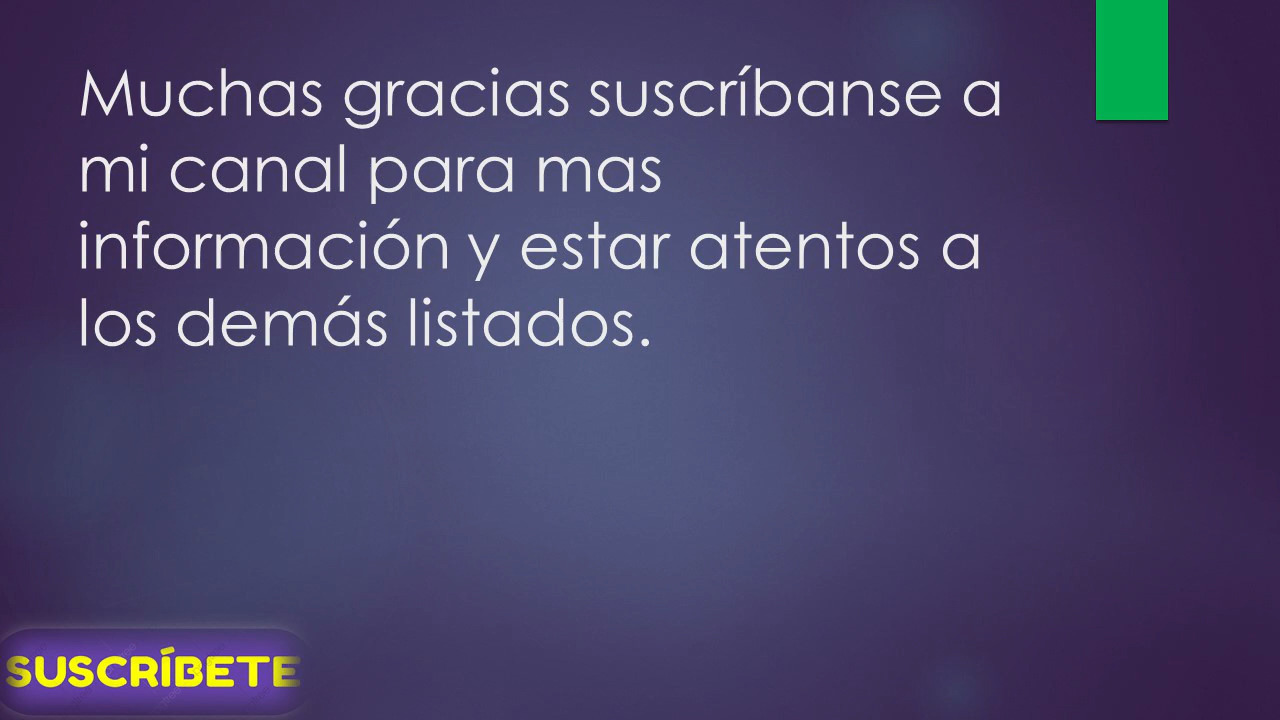 Muchas gracias suscríbanse a
mi canal para mas
información y estar atentos a
los demás listados.
SUSCRÍBETE